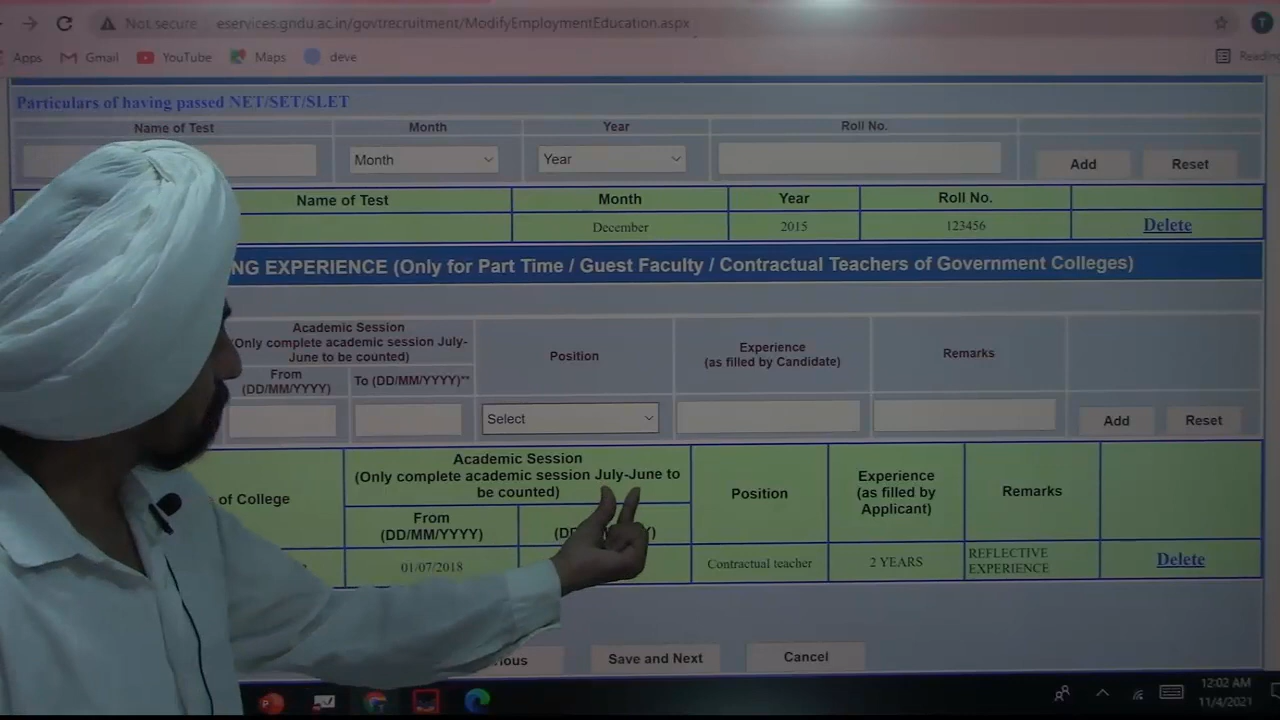 Not secure eservices.gndu.ac.in/govtrecruitment/ModifyEmploymentEducation.aspx T
Apps Gmail YouTube Maps deve Reading
Particulars of having passed NET/SET/SLET
Name of Test Month Year Roll No.
Month Year Add Reset
Name of Test Month Year Roll No.
December 2015 123456 Delete
NG EXPERIENCE (Only for Part Time / Guest Faculty / Contractual Teachers of Government Colleges)
Academic Session
(Only complete academic session July-
June to be counted)
Position
Experience
(as filled by Candidate)
Remarks
From
(DD/MM/YYYY)
To (DD/MM/YYYY)**
Select Add Reset
of College
Academic Session
(Only complete academic session July-June to
be counted)
Position
Experience
(as filled by
Applicant)
Remarks
From
(DD/MM/YYYY)
01/07/2018 Contractual teacher 2 YEARS REFLECTIVE
EXPERIENCE
Delete
Save and Next Cancel
12:02 AM
11/4/2021